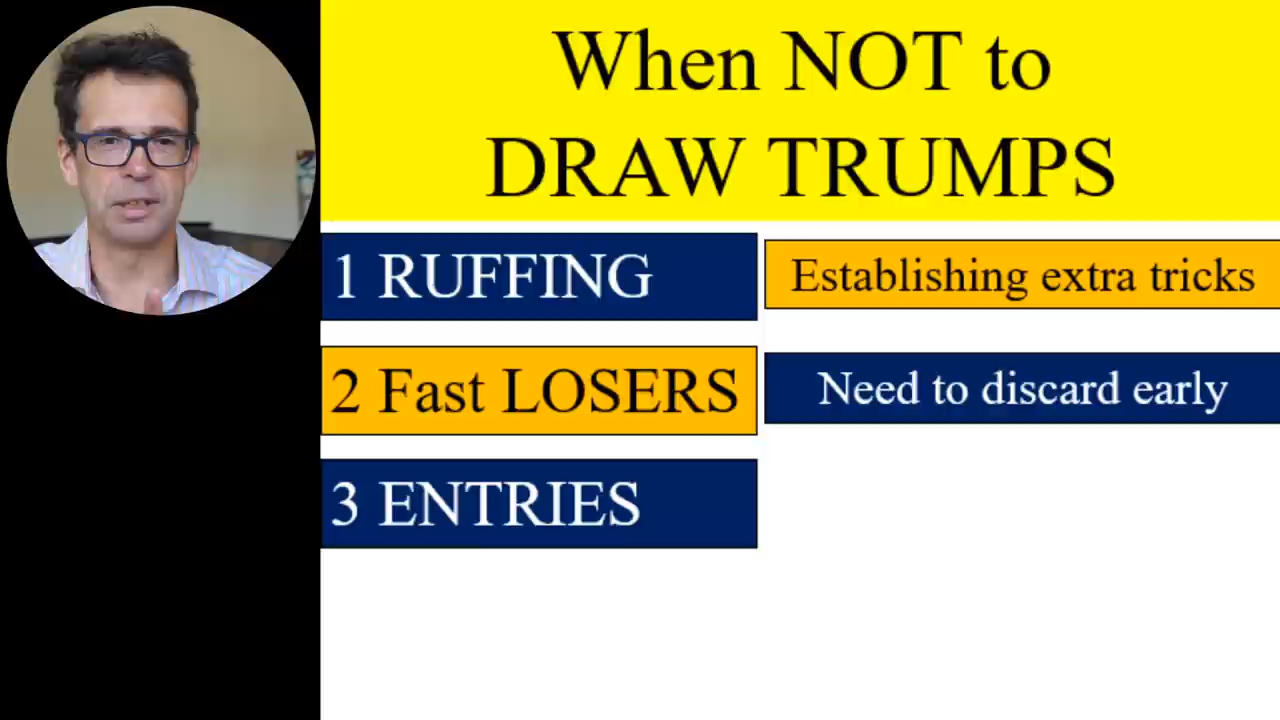 When NOT to
DRAW TRUMPS
1 RUFFING
Establishing extra tricks
2 Fast LOSERS
Need to discard early
3 ENTRIES